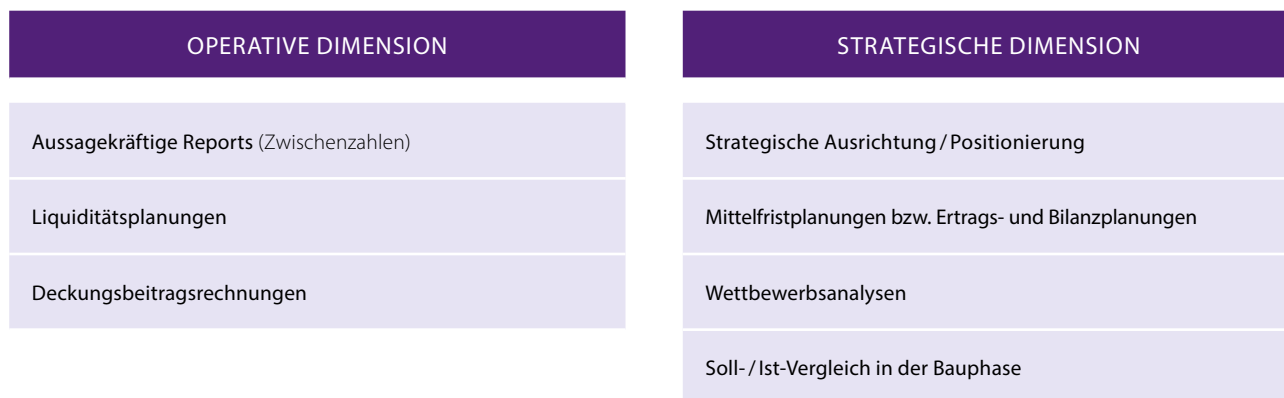 OPERATIVE DIMENSION
Aussagekräftige Reports (Zwischenzahlen)
Liquiditätsplanungen
Deckungsbeitragsrechnungen
STRATEGISCHE DIMENSION
Strategische Ausrichtung / Positionierung
Mittelfristplanungen bzw. Ertrags- und Bilanzplanungen
Wettbewerbsanalysen
Soll- / Ist-Vergleich in der Bauphase